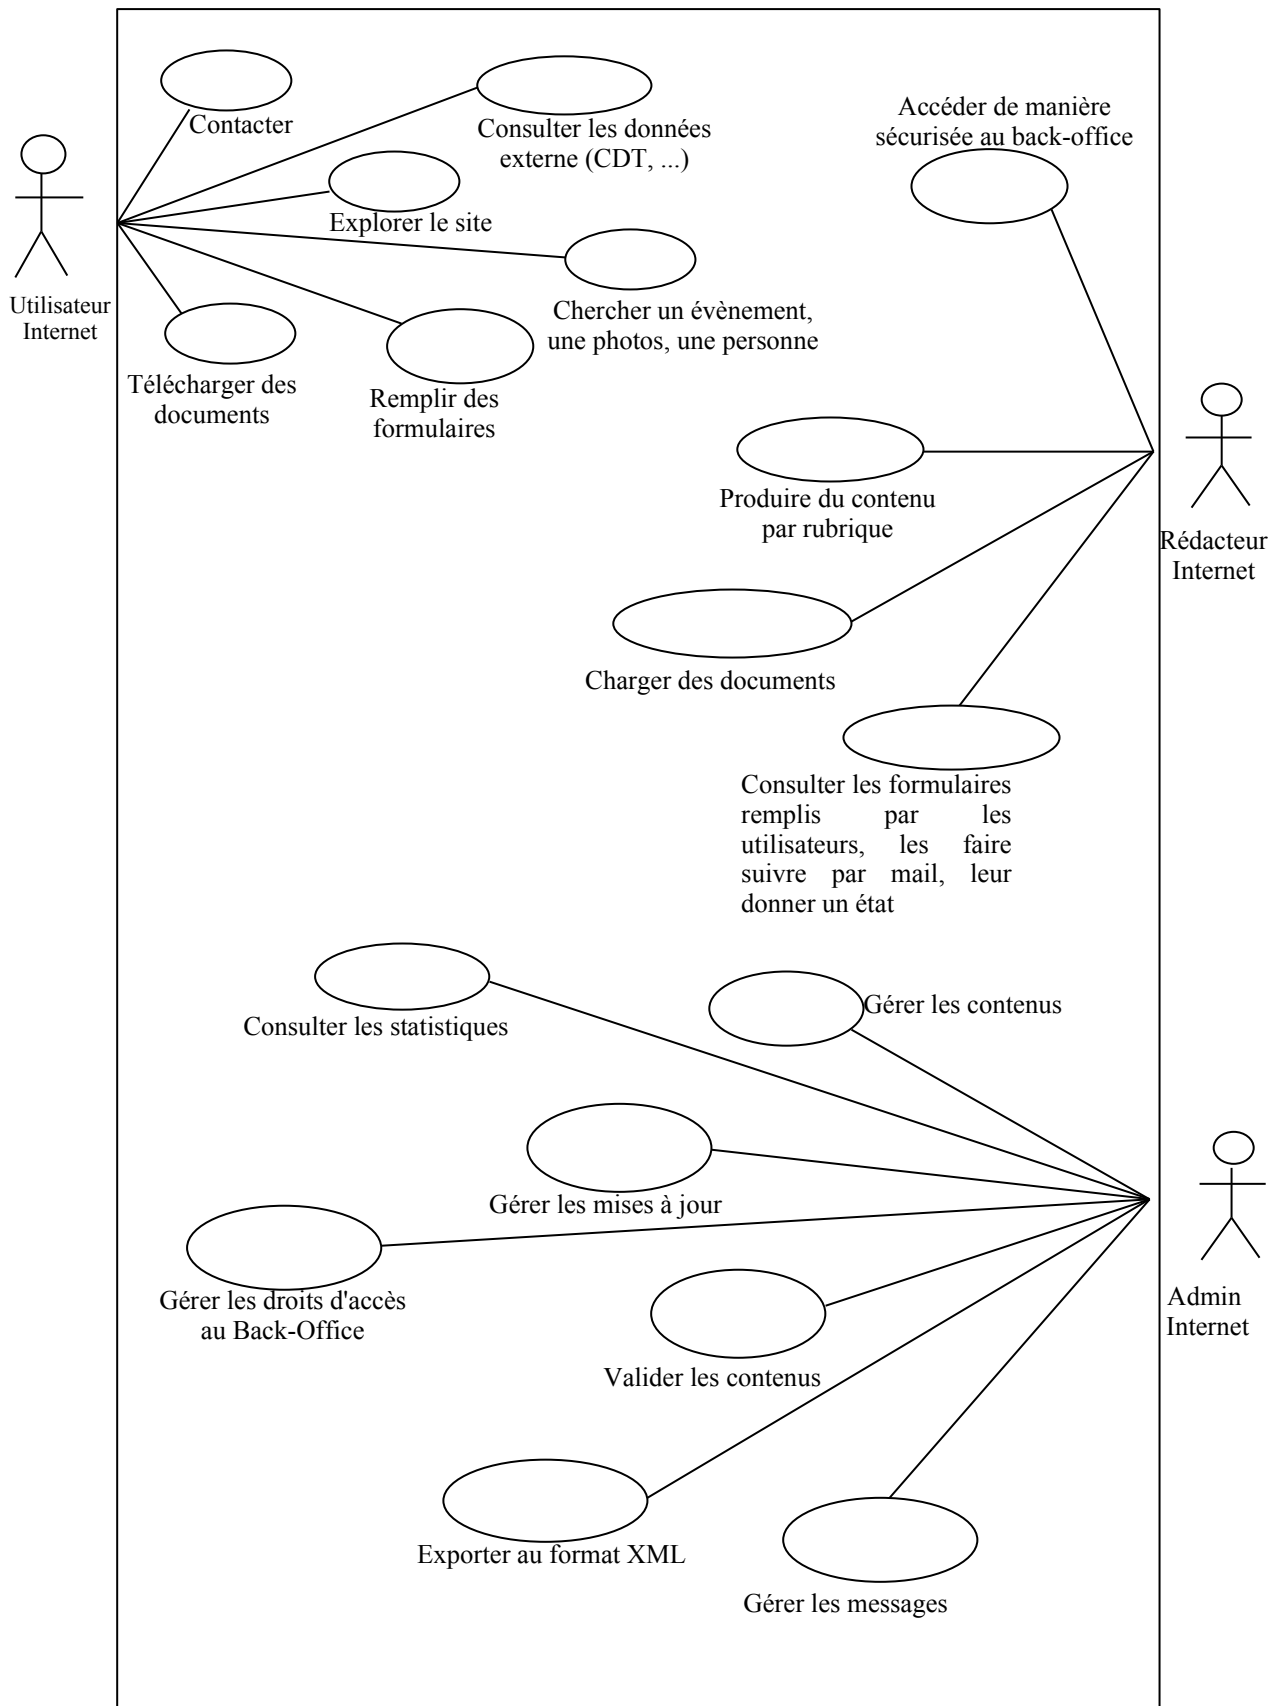 Contacter
Consulter les données
externe (CDT, ...)
Accéder de manière
sécurisée au back-office
Explorer le site
Utilisateur
Internet
Chercher un évènement,
une photos, une personne
Télécharger des
documents
Remplir des
formulaires
Produire du contenu
par rubrique
Rédacteur
Internet
Charger des documents
Consulter les formulaires
remplis par les
utilisateurs, les faire
suivre par mail, leur
donner un état
Consulter les statistiques
Gérer les contenus
Gérer les mises à jour
Gérer les droits d'accès
au Back-Office
Admin
Internet
Valider les contenus
Exporter au format XML
Gérer les messages